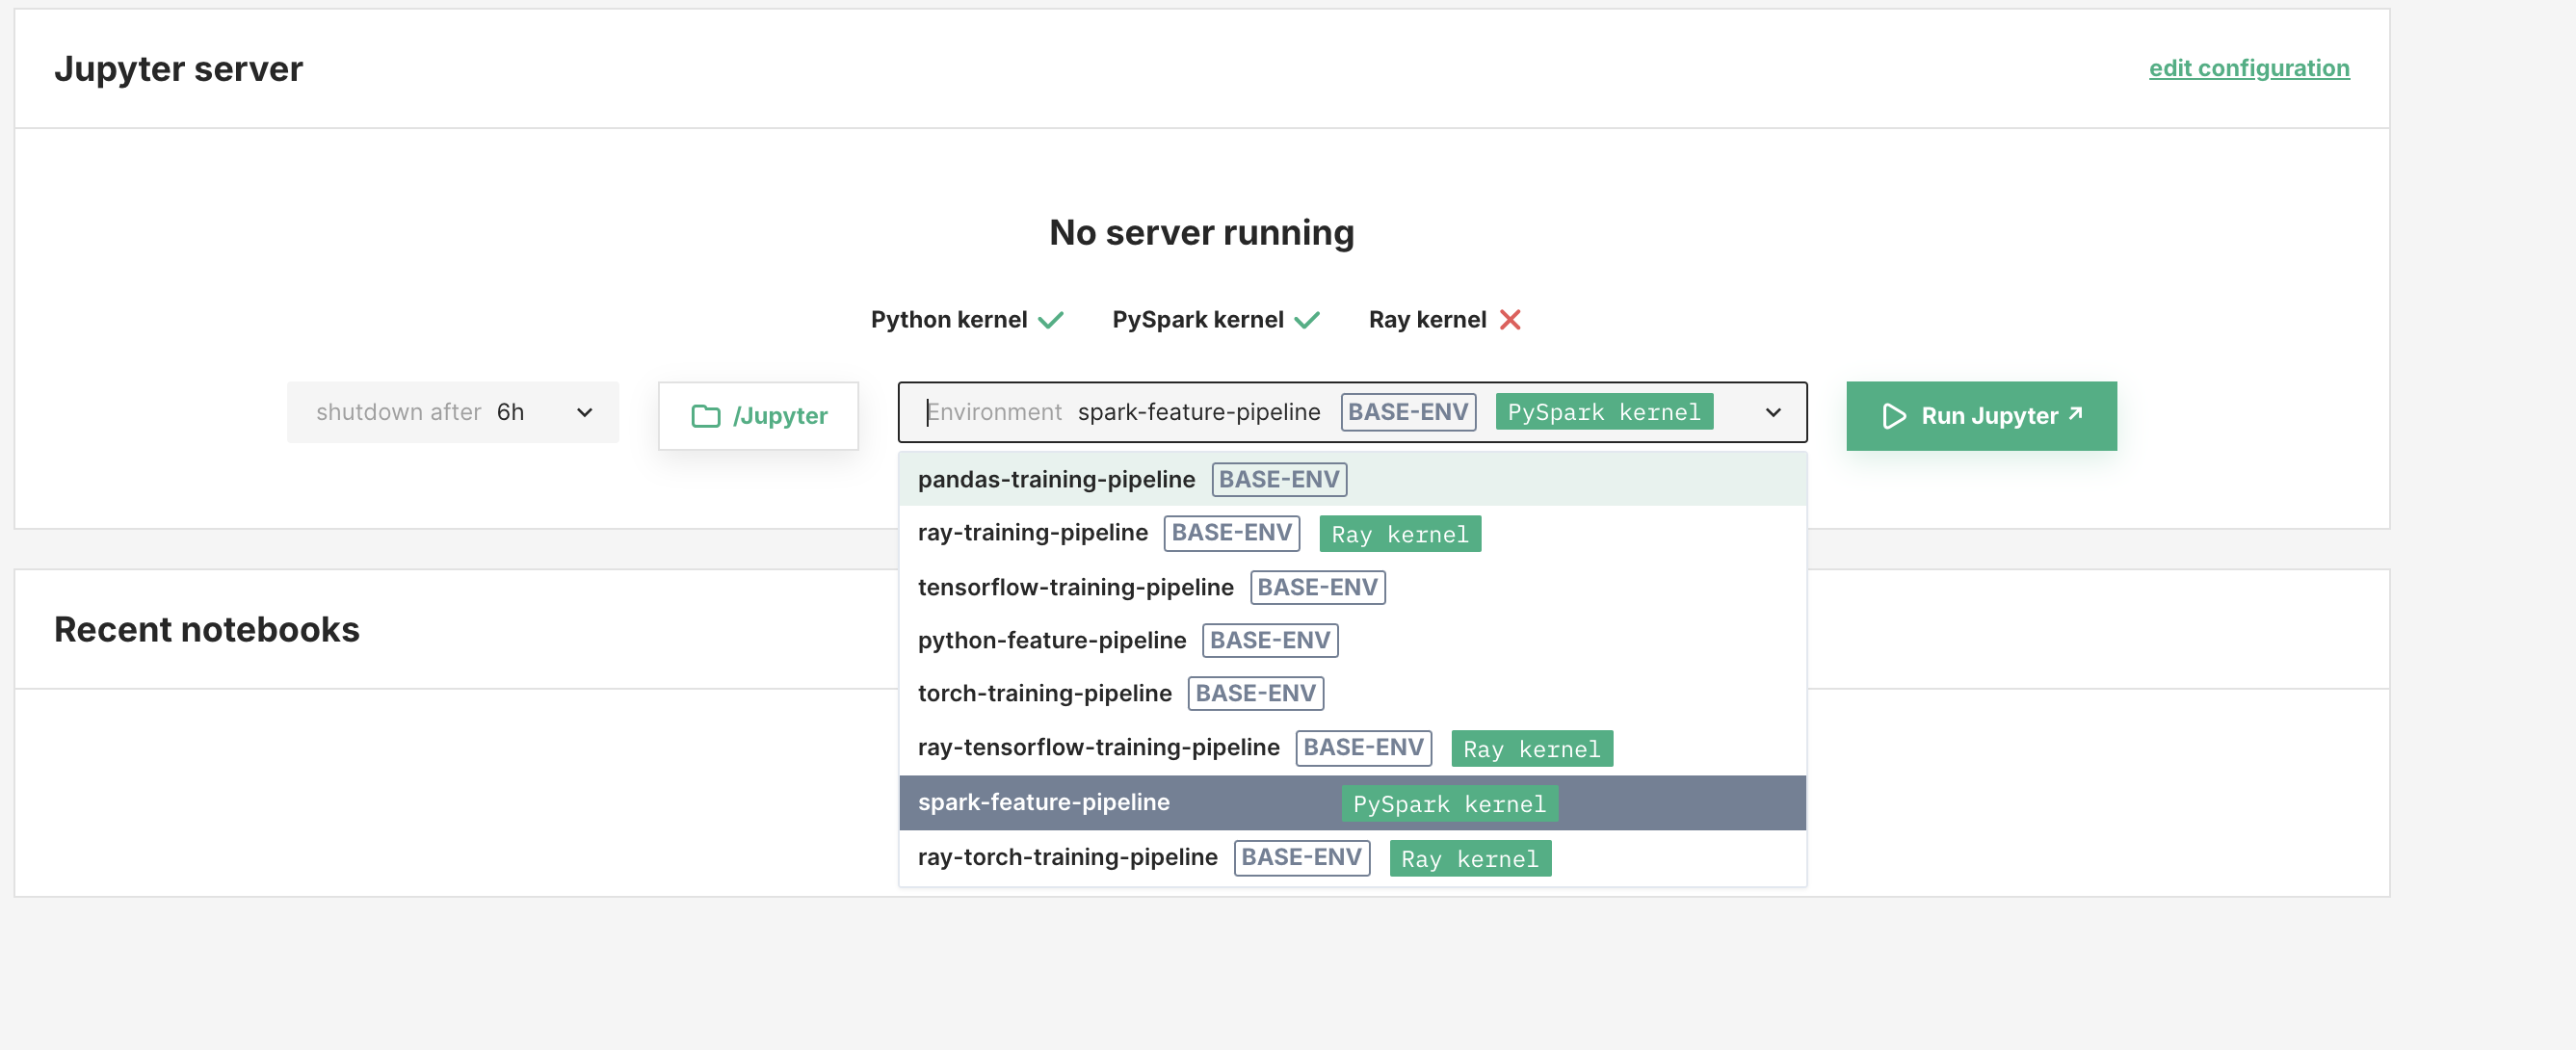 Jupyter server
edit configuration
No server running
Python kernel PySpark kernel Ray kernel
shutdown after 6h
/Jupyter
Environment spark-feature-pipeline BASE-ENV PySpark kernel
Run Jupyter
pandas-training-pipeline BASE-ENV
ray-training-pipeline BASE-ENV Ray kernel
tensorflow-training-pipeline BASE-ENV
python-feature-pipeline BASE-ENV
torch-training-pipeline BASE-ENV
ray-tensorflow-training-pipeline BASE-ENV Ray kernel
spark-feature-pipeline PySpark kernel
ray-torch-training-pipeline BASE-ENV Ray kernel
Recent notebooks